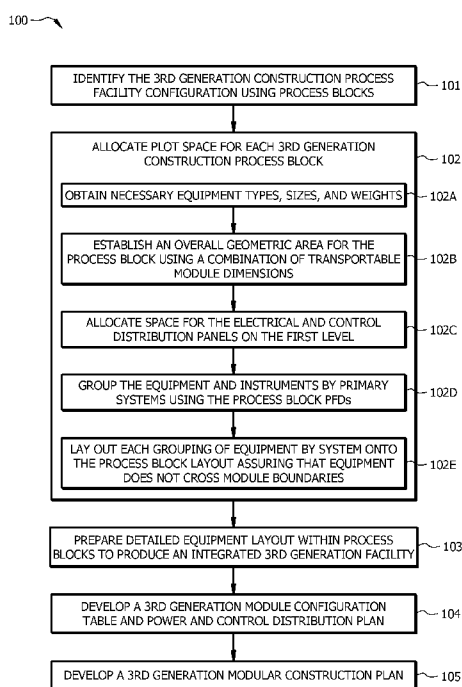 100
IDENTIFY THE 3RD GENERATION CONSTRUCTION PROCESS
FACILITY CONFIGURATION USING PROCESS BLOCKS
101
ALLOCATE PLOT SPACE FOR EACH 3RD GENERATION
CONSTRUCTION PROCESS BLOCK
102
OBTAIN NECESSARY EQUIPMENT TYPES, SIZES, AND WEIGHTS
102A
ESTABLISH AN OVERALL GEOMETRIC AREA FOR THE
PROCESS BLOCK USING A COMBINATION OF TRANSPORTABLE
MODULE DIMENSIONS
102B
ALLOCATE SPACE FOR THE ELECTRICAL AND CONTROL
DISTRIBUTION PANELS ON THE FIRST LEVEL
102C
GROUP THE EQUIPMENT AND INSTRUMENTS BY PRIMARY
SYSTEMS USING THE PROCESS BLOCK PFDs
102D
LAY OUT EACH GROUPING OF EQUIPMENT BY SYSTEM ONTO
THE PROCESS BLOCK LAYOUT ASSURING THAT EQUIPMENT
DOES NOT CROSS MODULE BOUNDARIES
102E
PREPARE DETAILED EQUIPMENT LAYOUT WITHIN PROCESS
BLOCKS TO PRODUCE AN INTEGRATED 3RD GENERATION FACILITY
103
DEVELOP A 3RD GENERATION MODULE CONFIGURATION
TABLE AND POWER AND CONTROL DISTRIBUTION PLAN
104
DEVELOP A 3RD GENERATION MODULAR CONSTRUCTION PLAN
105